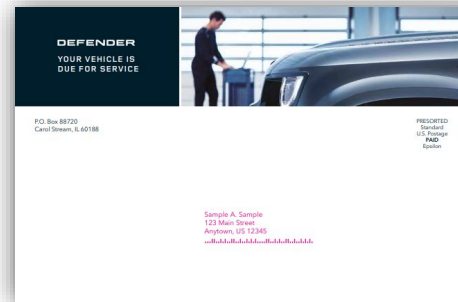 DEFENDER
YOUR VEHICLE IS
DUE FOR SERVICE
P.O. Box 88720
Carol Stream, IL 60188
PRESORTED
Standard
U.S. Postage
PAID
Epsilon
Sample A. Sample
123 Main Street
Anytown, US 12345